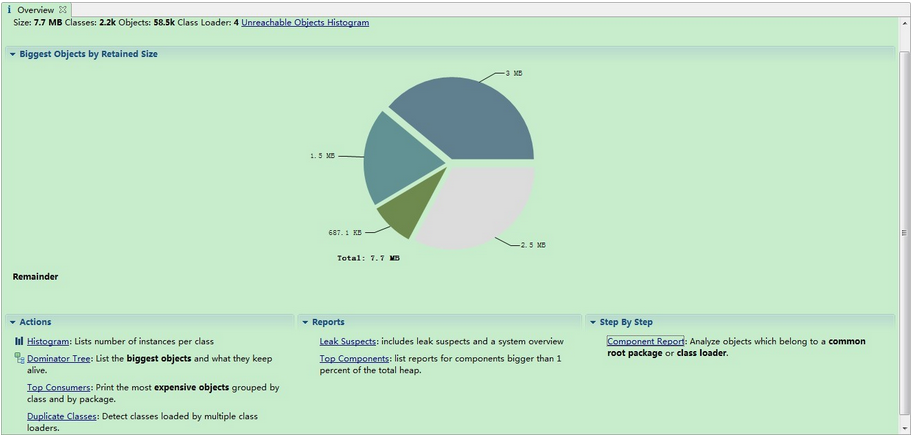 Overview
Size: 7.7 MB Classes: 2.2k Objects: 58.5k Class Loader: 4 Unreachable Objects Histogram
Biggest Objects by Retained Size
3 MB
1.5 MB
687.1 KB
2.5 MB
Total: 7.7 MB
Remainder
Actions
Histogram: Lists number of instances per class
Dominator Tree: List the biggest objects and what they keep
alive.
Top Consumers: Print the most expensive objects grouped by
class and by package.
Duplicate Classes: Detect classes loaded by multiple class
loaders.
Reports
Leak Suspects: includes leak suspects and a system overview
Top Components: list reports for components bigger than 1
percent of the total heap.
Step By Step
Component Report: Analyze objects which belong to a common
root package or class loader.